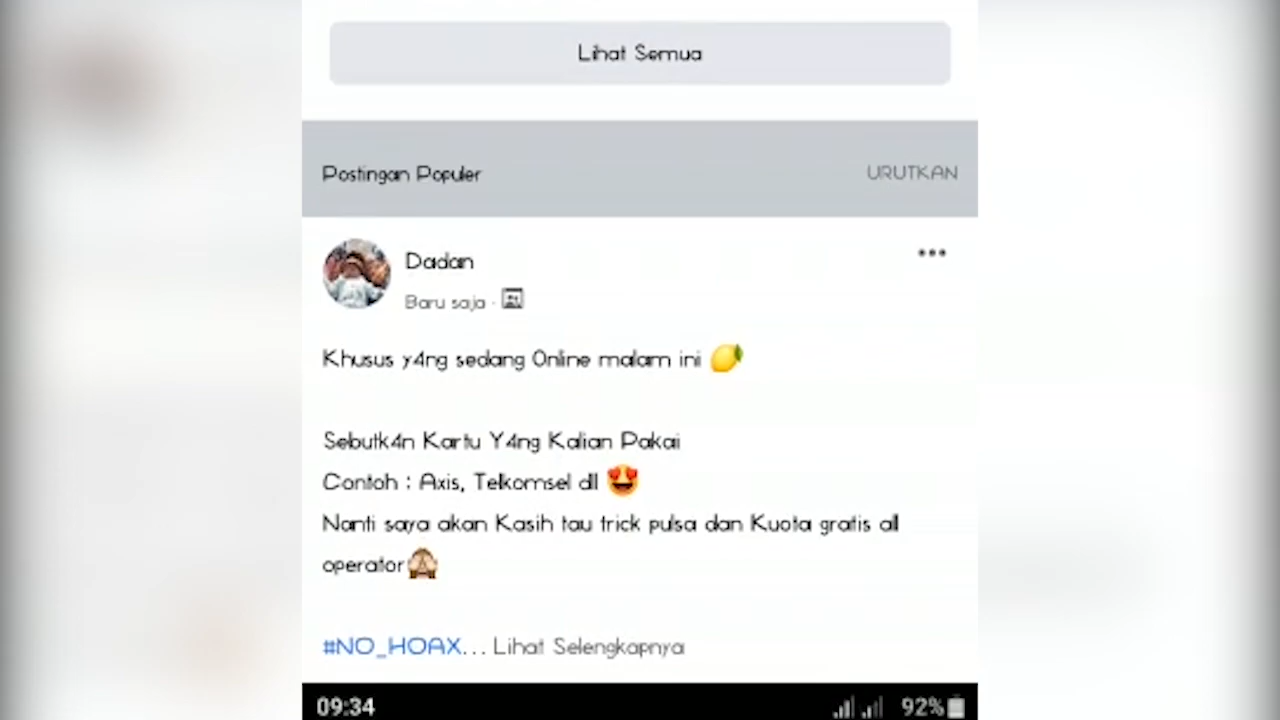 Lihat Semua
Postingan Populer
URUTKAN
Dadan
Baru saja ·
Khusus y4ng sedang 0nline malam ini 🍋
Sebutk4n Kartu Y4ng Kalian Pakai
Contoh : Axis, Telkomsel dll 😍
Nanti saya akan Kasih tau trick pulsa dan Kuota gratis all
operator🙈
#NO_HOAX... Lihat Selengkapnya
09:34
92%